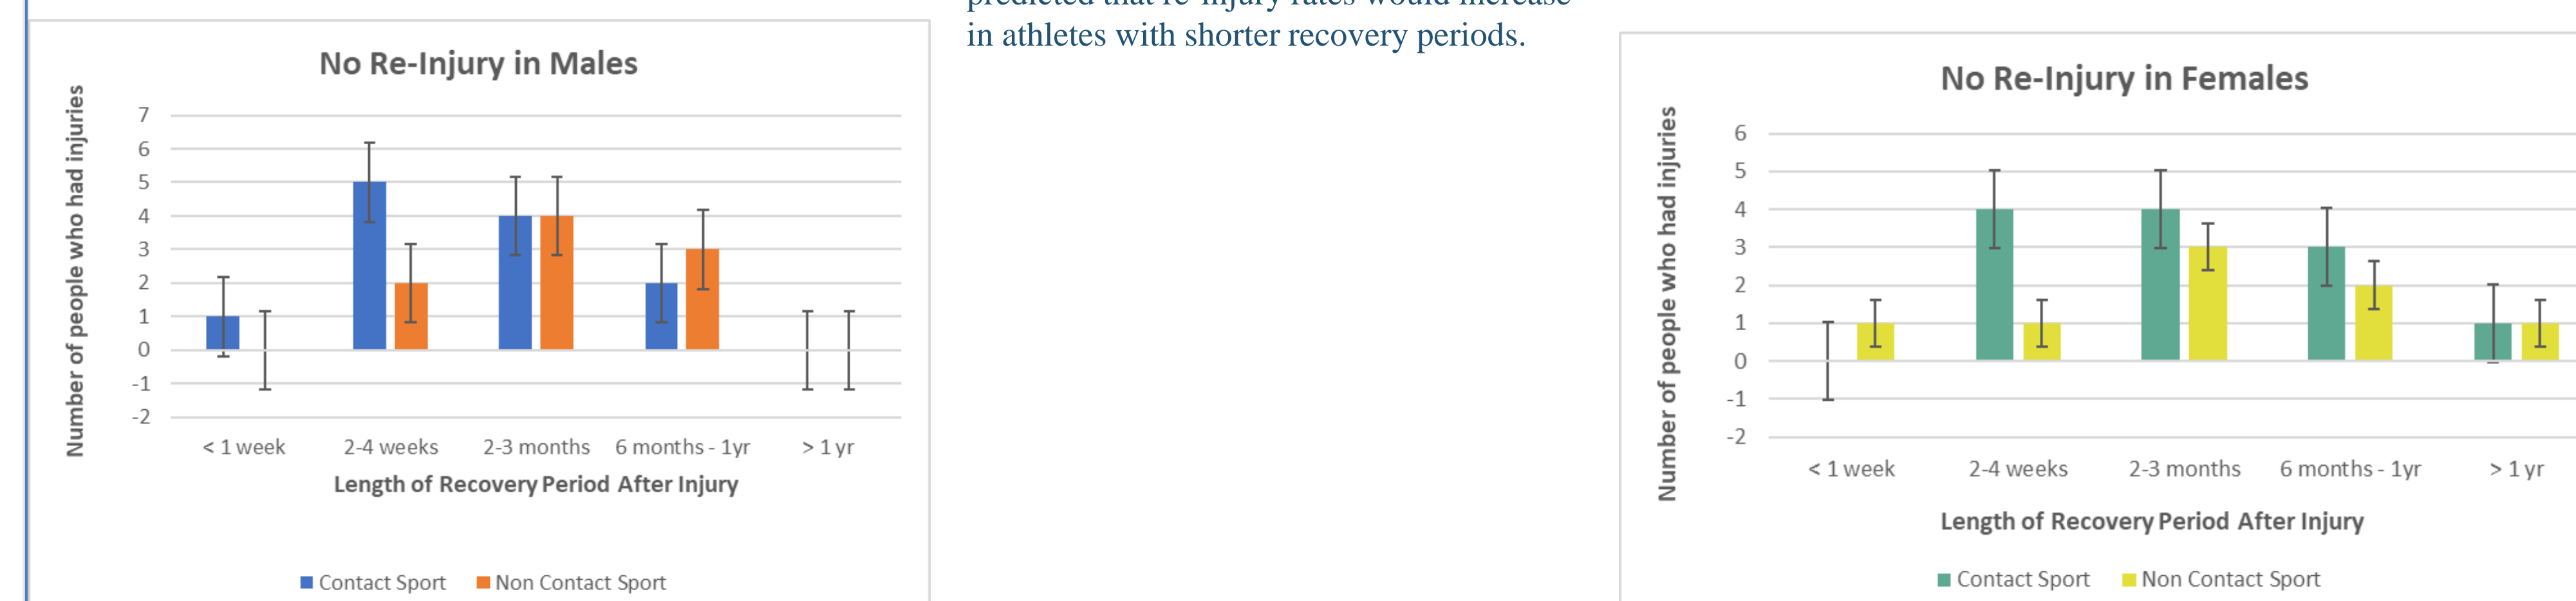 predicted that re-injury rates would increase
in athletes with shorter recovery periods.
No Re-Injury in Males
Number of people who had injuries
7
6
5
4
3
2
1
0
-1
-2
< 1 week 2-4 weeks 2-3 months 6 months - 1yr > 1 yr
Length of Recovery Period After Injury
Contact Sport Non Contact Sport
No Re-Injury in Females
Number of people who had injuries
6
5
4
3
2
1
0
-1
-2
< 1 week 2-4 weeks 2-3 months 6 months - 1yr > 1 yr
Length of Recovery Period After Injury
Contact Sport Non Contact Sport